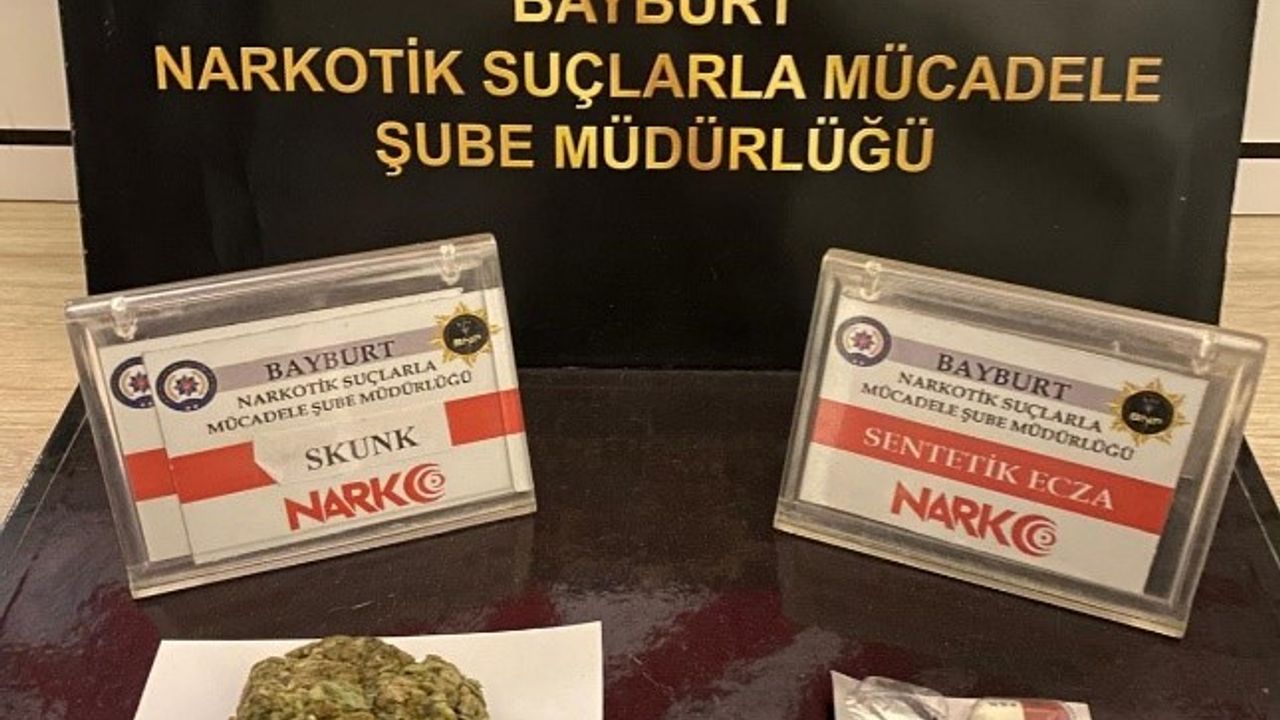 BAYBURT
NARKOTİK SUÇLARLA MÜCADELE
ŞUBE MÜDÜRLÜĞÜ
BAYBURT
NARKOTİK SUÇLARLA
MÜCADELE ŞUBE MÜDÜRLÜĞÜ
SKUNK
NARKO
BAYBURT
NARKOTİK SUÇLARLA
MÜCADELE ŞUBE MÜDÜRLÜĞÜ
SENTETİK ECZA
NARKO